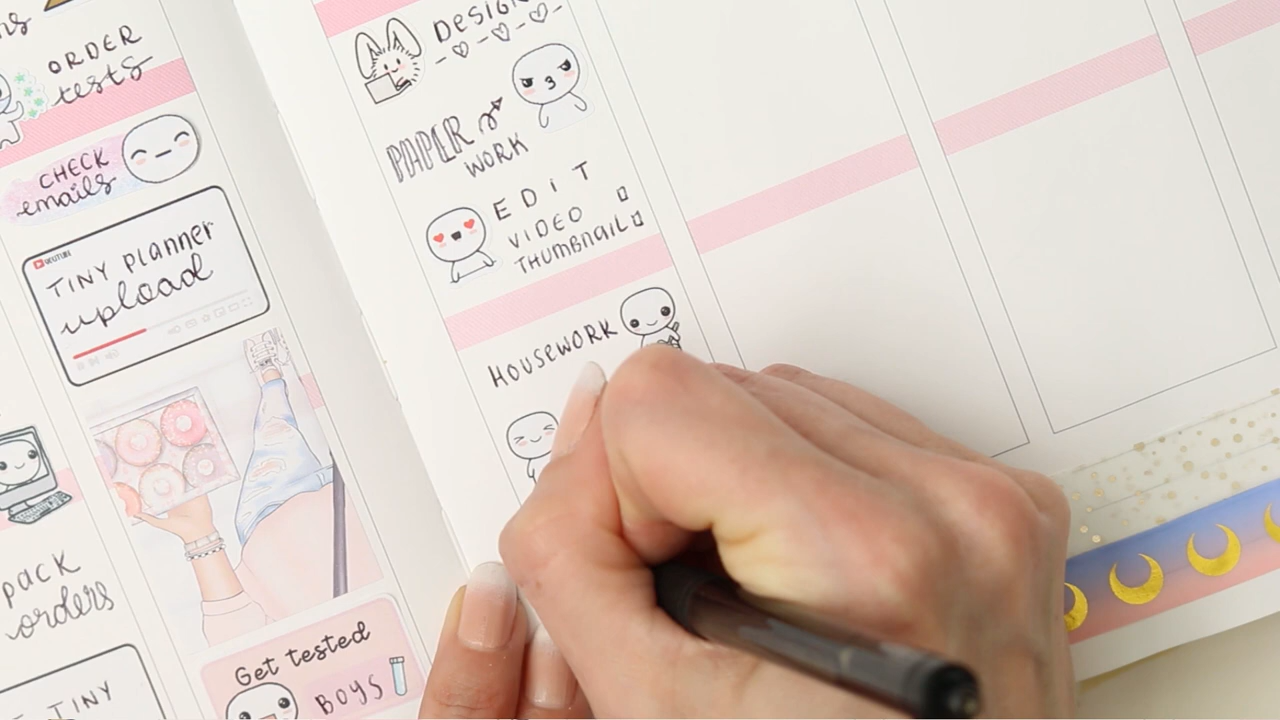 ORDER
tests
CHECK
emails
YOUTUBE
TINY planner
upload
pack
orders
TINY
Get tested
BOYS
DESIGN
PAPER
WORK
EDIT
VIDEO
THUMBNAIL
HOUSEWORK